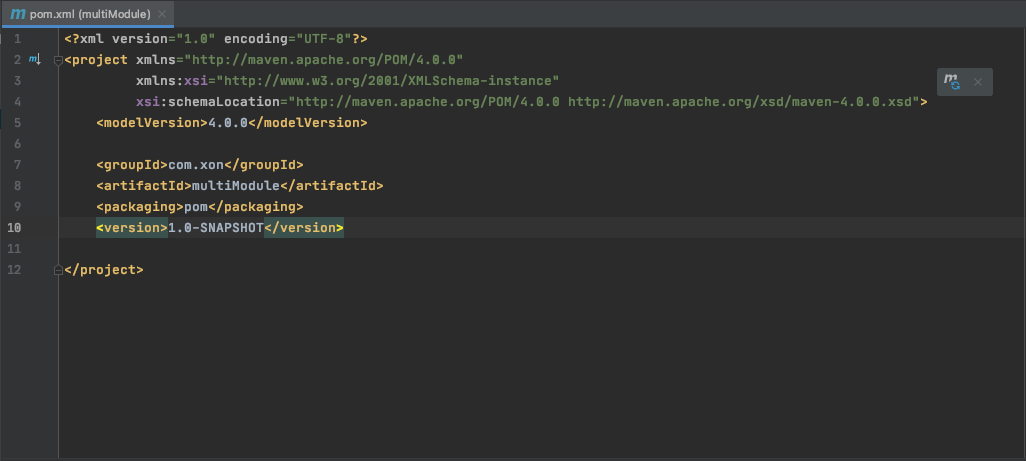 pom.xml (multiModule)
1 <?xml version="1.0" encoding="UTF-8"?>
2 <project xmlns="http://maven.apache.org/POM/4.0.0"
3 xmlns:xsi="http://www.w3.org/2001/XMLSchema-instance"
4 xsi:schemaLocation="http://maven.apache.org/POM/4.0.0 http://maven.apache.org/xsd/maven-4.0.0.xsd">
5 <modelVersion>4.0.0</modelVersion>
6
7 <groupId>com.xon</groupId>
8 <artifactId>multiModule</artifactId>
9 <packaging>pom</packaging>
10 <version>1.0-SNAPSHOT</version>
11
12 </project>